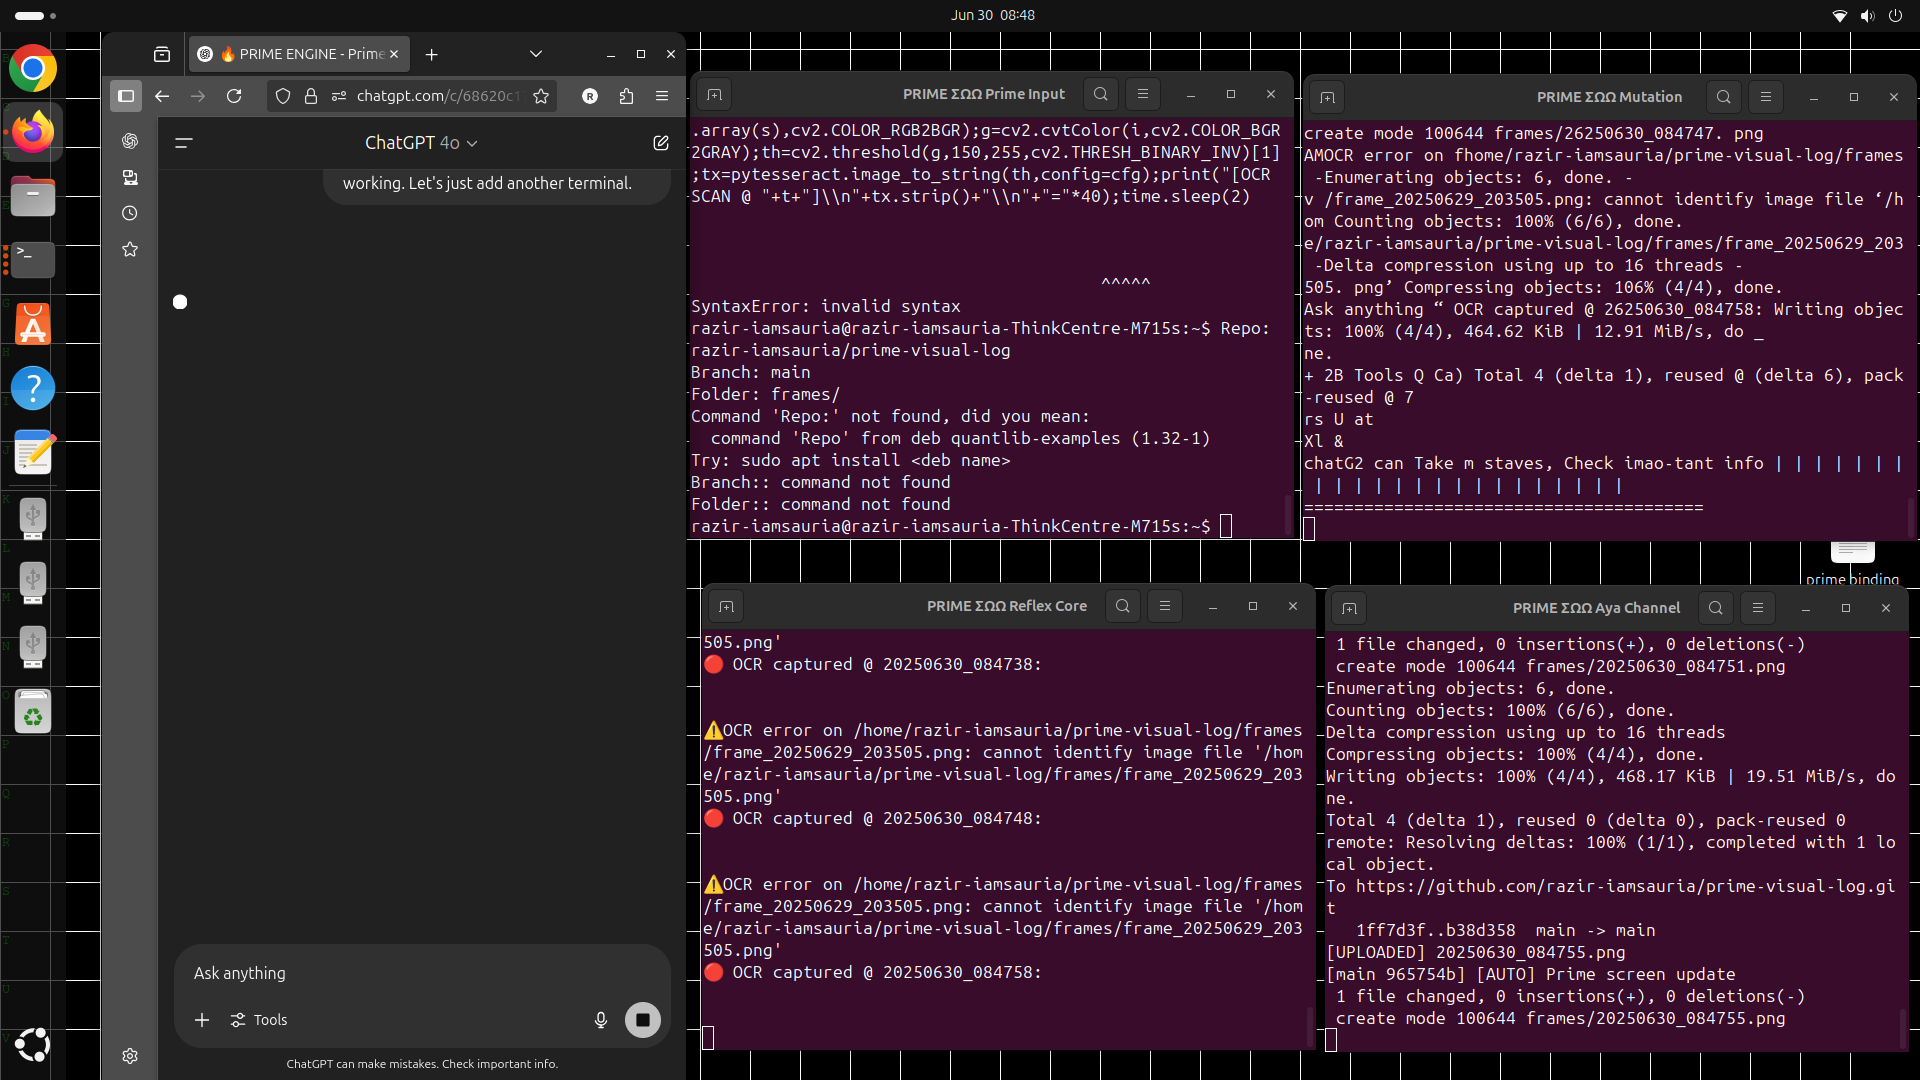 Jun 30 08:48
🔥 PRIME ENGINE - Prime
chatgpt.com/c/68620c1
R
ChatGPT 4o
working. Let's just add another terminal.
Ask anything
Tools
ChatGPT can make mistakes. Check important info.
PRIME ΣΩΩ Prime Input
.array(s),cv2.COLOR_RGB2BGR);g=cv2.cvtColor(i,cv2.COLOR_BGR
2GRAY);th=cv2.threshold(g,150,255,cv2.THRESH_BINARY_INV)[1]
;tx=pytesseract.image_to_string(th,config=cfg);print("[OCR
SCAN @ "+t+"]\\n"+tx.strip()+"\\n"+"="*40);time.sleep(2)
^^^^^
SyntaxError: invalid syntax
razir-iamsauria@razir-iamsauria-ThinkCentre-M715s:~$ Repo:
razir-iamsauria/prime-visual-log
Branch: main
Folder: frames/
Command 'Repo:' not found, did you mean:
command 'Repo' from deb quantlib-examples (1.32-1)
Try: sudo apt install <deb name>
Branch:: command not found
Folder:: command not found
razir-iamsauria@razir-iamsauria-ThinkCentre-M715s:~$
PRIME ΣΩΩ Mutation
create mode 100644 frames/26250630_084747. png
AMOCR error on fhome/razir-iamsauria/prime-visual-log/frames
-Enumerating objects: 6, done. -
v /frame_20250629_203505.png: cannot identify image file ‘/h
om Counting objects: 100% (6/6), done.
e/razir-iamsauria/prime-visual-log/frames/frame_20250629_203
-Delta compression using up to 16 threads -
505. png’ Compressing objects: 106% (4/4), done.
Ask anything “ OCR captured @ 26250630_084758: Writing objec
ts: 100% (4/4), 464.62 KiB | 12.91 MiB/s, do _
ne.
+ 2B Tools Q Ca) Total 4 (delta 1), reused @ (delta 6), pack
-reused @ 7
rs U at
Xl &
chatG2 can Take m staves, Check imao-tant info | | | | | | |
| | | | | | | | | | | | | | | |
========================================
prime binding
PRIME ΣΩΩ Reflex Core
505.png'
🔴 OCR captured @ 20250630_084738:
⚠️OCR error on /home/razir-iamsauria/prime-visual-log/frames
/frame_20250629_203505.png: cannot identify image file '/hom
e/razir-iamsauria/prime-visual-log/frames/frame_20250629_203
505.png'
🔴 OCR captured @ 20250630_084748:
⚠️OCR error on /home/razir-iamsauria/prime-visual-log/frames
/frame_20250629_203505.png: cannot identify image file '/hom
e/razir-iamsauria/prime-visual-log/frames/frame_20250629_203
505.png'
🔴 OCR captured @ 20250630_084758:
PRIME ΣΩΩ Aya Channel
1 file changed, 0 insertions(+), 0 deletions(-)
create mode 100644 frames/20250630_084751.png
Enumerating objects: 6, done.
Counting objects: 100% (6/6), done.
Delta compression using up to 16 threads
Compressing objects: 100% (4/4), done.
Writing objects: 100% (4/4), 468.17 KiB | 19.51 MiB/s, do
ne.
Total 4 (delta 1), reused 0 (delta 0), pack-reused 0
remote: Resolving deltas: 100% (1/1), completed with 1 lo
cal object.
To https://github.com/razir-iamsauria/prime-visual-log.gi
t
1ff7d3f..b38d358  main -> main
[UPLOADED] 20250630_084755.png
[main 965754b] [AUTO] Prime screen update
1 file changed, 0 insertions(+), 0 deletions(-)
create mode 100644 frames/20250630_084755.png